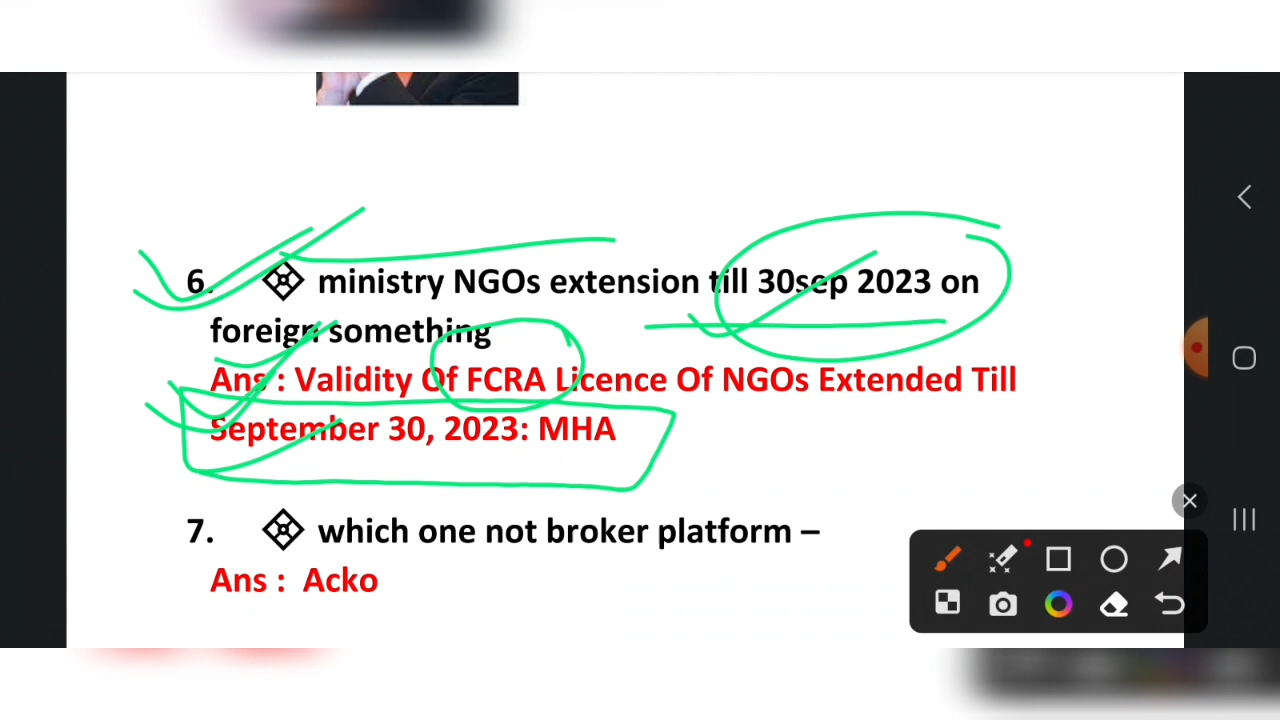 6. ministry NGOs extension till 30sep 2023 on
foreign something
Ans : Validity Of FCRA Licence Of NGOs Extended Till
September 30, 2023: MHA
7. which one not broker platform –
Ans : Acko